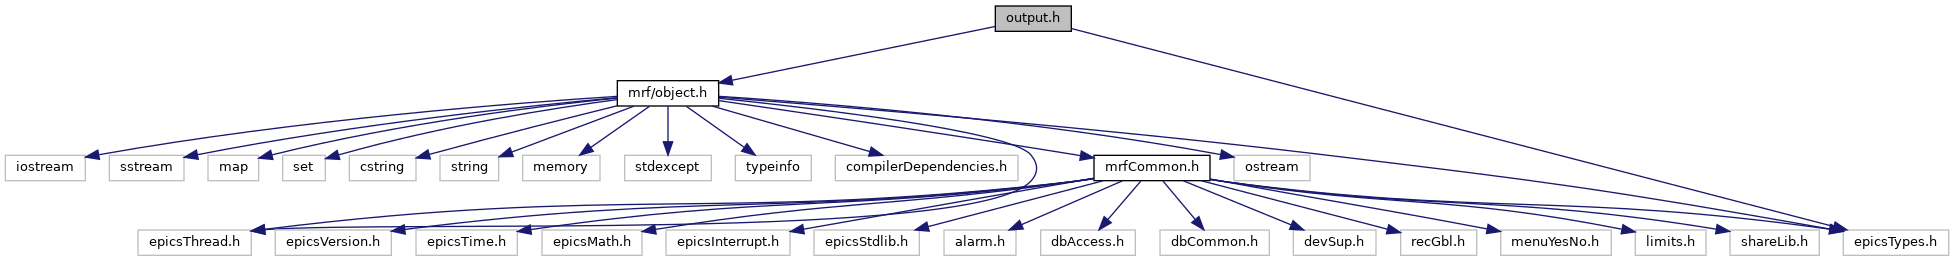 output.h
mrf/object.h
iostream
sstream
map
set
cstring
string
memory
stdexcept
typeinfo
compilerDependencies.h
mrfCommon.h
ostream
epicsThread.h
epicsVersion.h
epicsTime.h
epicsMath.h
epicsInterrupt.h
epicsStdlib.h
alarm.h
dbAccess.h
dbCommon.h
devSup.h
recGbl.h
menuYesNo.h
limits.h
shareLib.h
epicsTypes.h